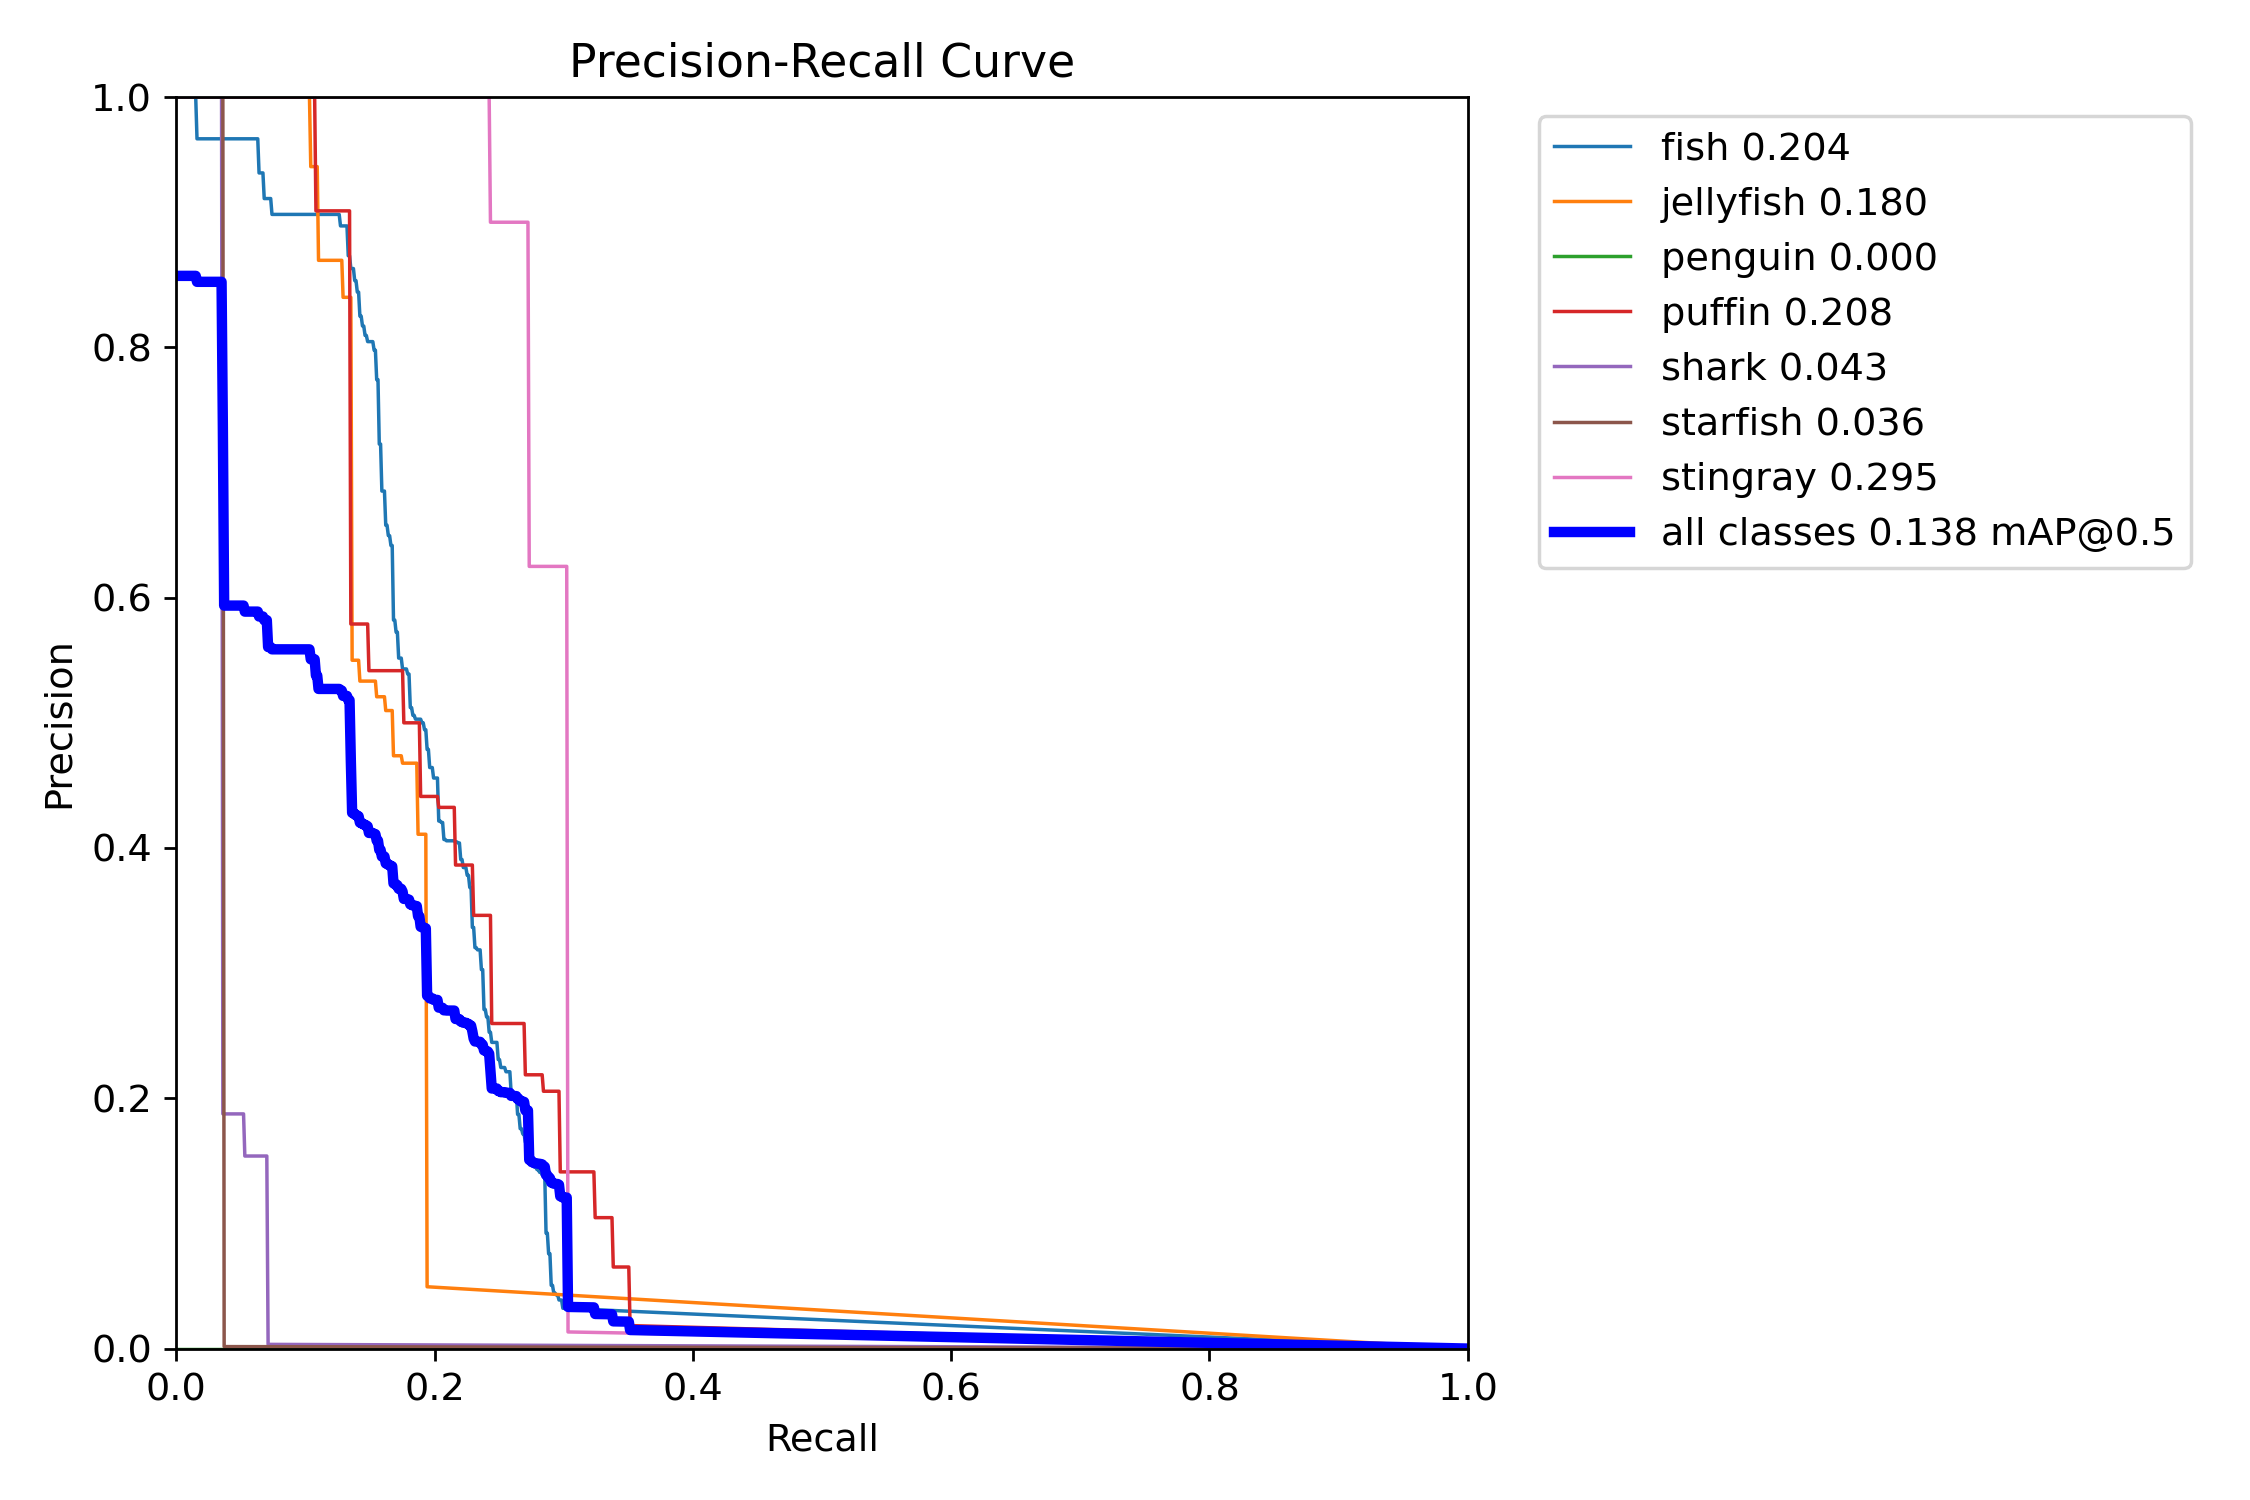 Precision-Recall Curve
1.0
0.8
0.6
0.4
0.2
0.0
Precision
0.0 0.2 0.4 0.6 0.8 1.0
Recall
fish 0.204
jellyfish 0.180
penguin 0.000
puffin 0.208
shark 0.043
starfish 0.036
stingray 0.295
all classes 0.138 mAP@0.5